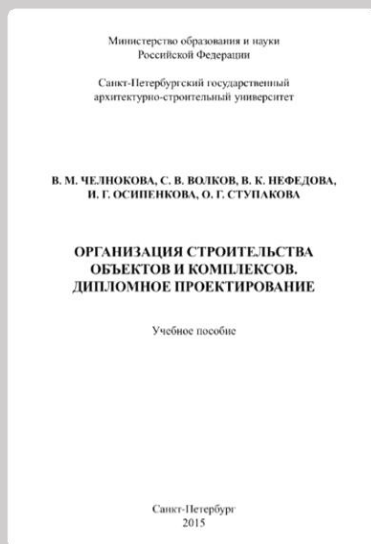 Министерство образования и науки
Российской Федерации
Санкт-Петербургский государственный
архитектурно-строительный университет
В. М. ЧЕЛНОКОВА, С. В. ВОЛКОВ, В. К. НЕФЕДОВА,
И. Г. ОСИПЕНКОВА, О. Г. СТУПАКОВА
ОРГАНИЗАЦИЯ СТРОИТЕЛЬСТВА
ОБЪЕКТОВ И КОМПЛЕКСОВ.
ДИПЛОМНОЕ ПРОЕКТИРОВАНИЕ
Учебное пособие
Санкт-Петербург
2015